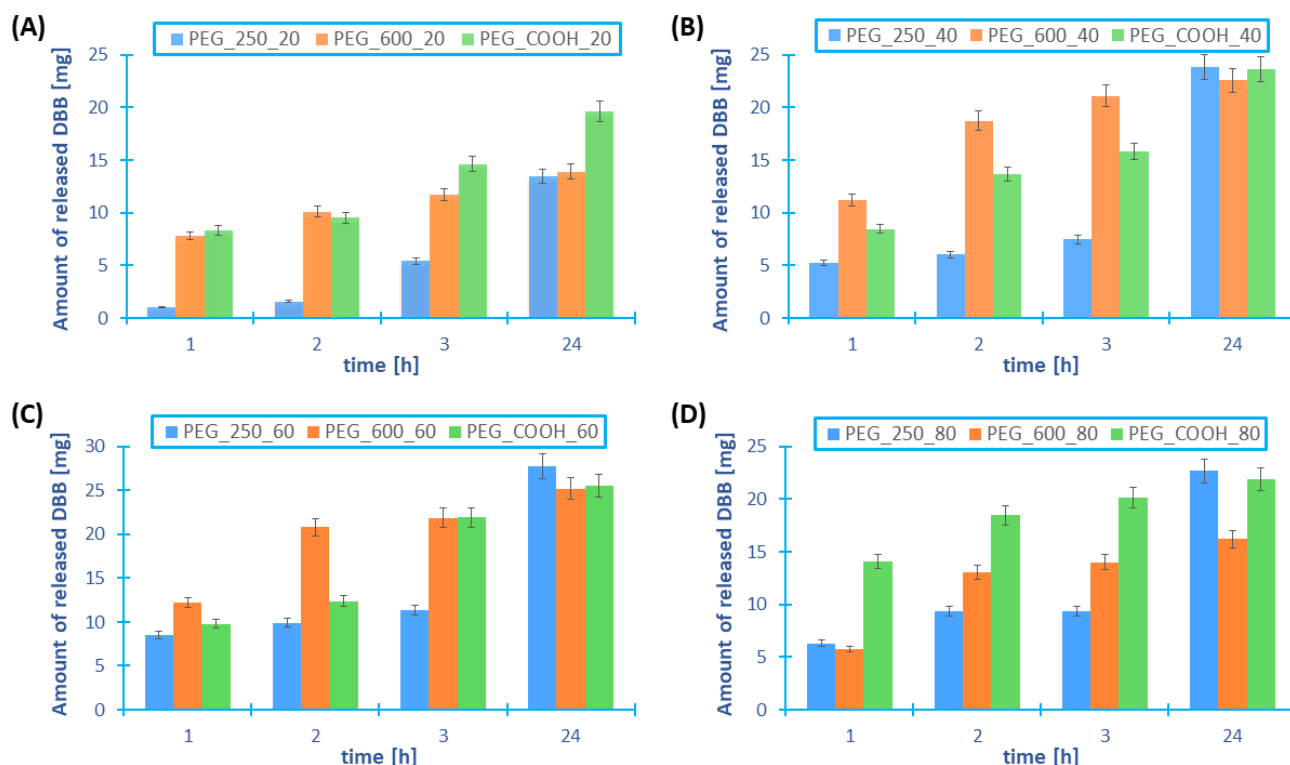 (A)
PEG_250_20 PEG_600_20 PEG_COOH_20
Amount of released DBB [mg]
25
20
15
10
5
0
1 2 3 24
time [h]
(B)
PEG_250_40 PEG_600_40 PEG_COOH_40
Amount of released DBB [mg]
25
20
15
10
5
0
1 2 3 24
time [h]
(C)
PEG_250_60 PEG_600_60 PEG_COOH_60
Amount of released DBB [mg]
30
25
20
15
10
5
0
1 2 3 24
time [h]
(D)
PEG_250_80 PEG_600_80 PEG_COOH_80
Amount of released DBB [mg]
25
20
15
10
5
0
1 2 3 24
time [h]